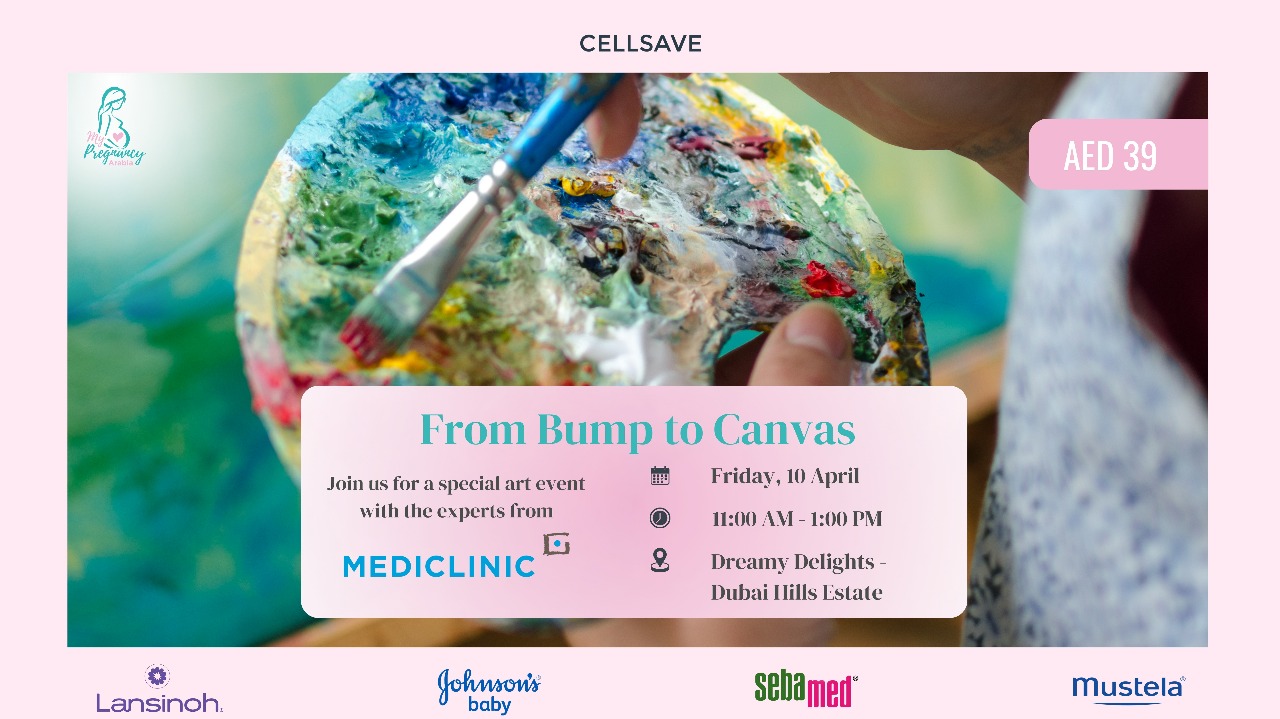 CELLSAVE
My
Pregnancy
Arabia
AED 39
From Bump to Canvas
Join us for a special art event
with the experts from
MEDICLINIC
Friday, 10 April
11:00 AM - 1:00 PM
Dreamy Delights -
Dubai Hills Estate
Lansinoh
Johnson's
baby
sebamed
Mustela